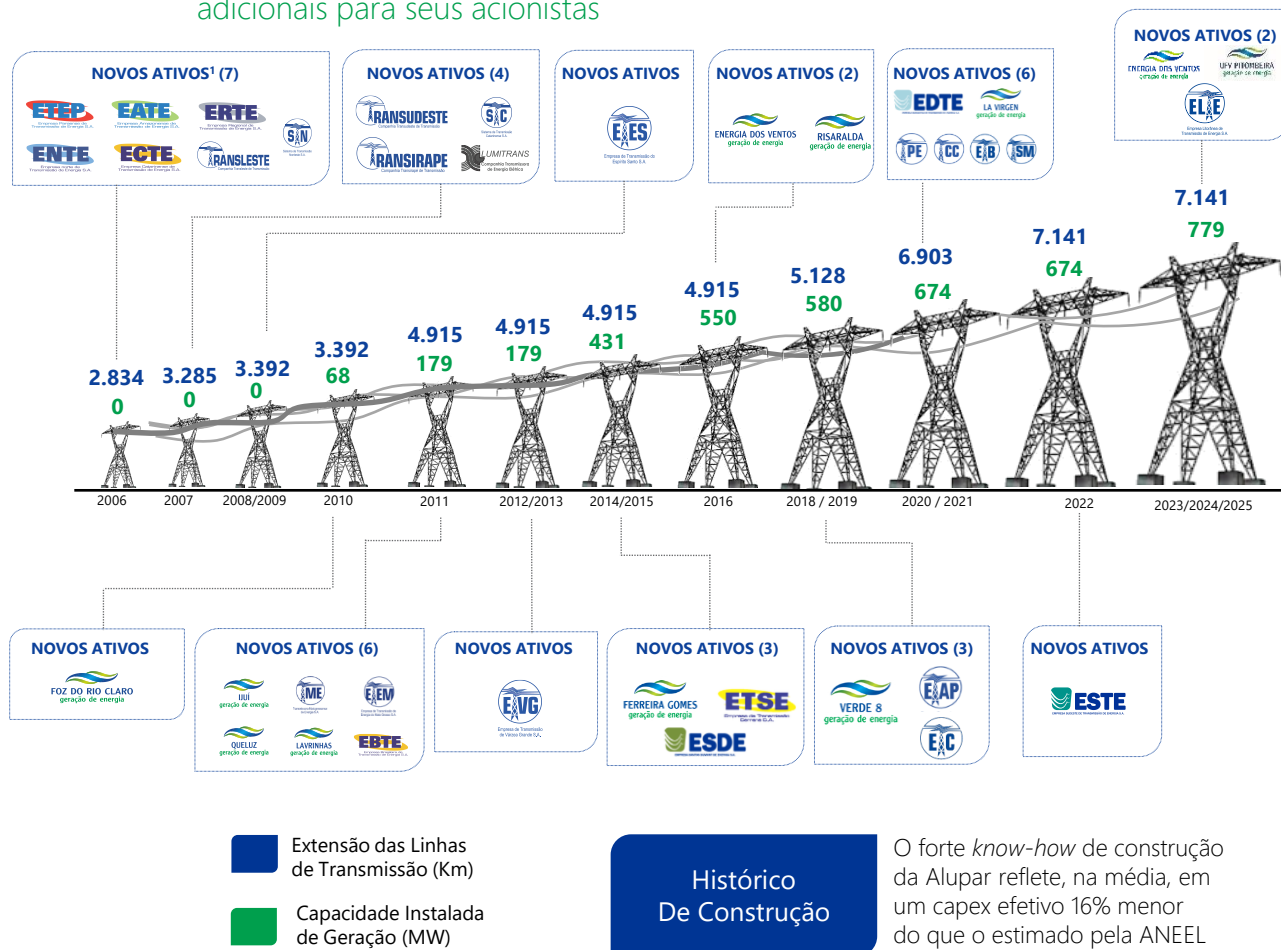 adicionais para seus acionistas
NOVOS ATIVOS¹ (7)
ETEP
EATE
ERTE
STN
ENTE
ECTE
TRANSLESTE
NOVOS ATIVOS (4)
TRANSUDESTE
STC
TRANSIRAPE
LUMITRANS
NOVOS ATIVOS
EES
NOVOS ATIVOS (2)
ENERGIA DOS VENTOS
geração de energia
RISARALDA
geração de energia
NOVOS ATIVOS (6)
EDTE
LA VIRGEN
geração de energia
TPE
TCC
ETB
TSM
NOVOS ATIVOS (2)
ENERGIA DOS VENTOS
geração de energia
UFV PITOMBEIRA
geração de energia
ELTE
2.834
0
3.285
0
3.392
0
3.392
68
4.915
179
4.915
179
4.915
431
4.915
550
5.128
580
6.903
674
7.141
674
7.141
779
2006
2007
2008/2009
2010
2011
2012/2013
2014/2015
2016
2018 / 2019
2020 / 2021
2022
2023/2024/2025
NOVOS ATIVOS
FOZ DO RIO CLARO
geração de energia
NOVOS ATIVOS (6)
IJUÍ
geração de energia
TME
ETEM
QUELUZ
geração de energia
LAVRINHAS
geração de energia
EBTE
NOVOS ATIVOS
ETVG
NOVOS ATIVOS (3)
FERREIRA GOMES
geração de energia
ETSE
ESDE
NOVOS ATIVOS (3)
VERDE 8
geração de energia
ETAP
ETC
NOVOS ATIVOS
ESTE
Extensão das Linhas
de Transmissão (Km)
Capacidade Instalada
de Geração (MW)
Histórico
De Construção
O forte know-how de construção
da Alupar reflete, na média, em
um capex efetivo 16% menor
do que o estimado pela ANEEL